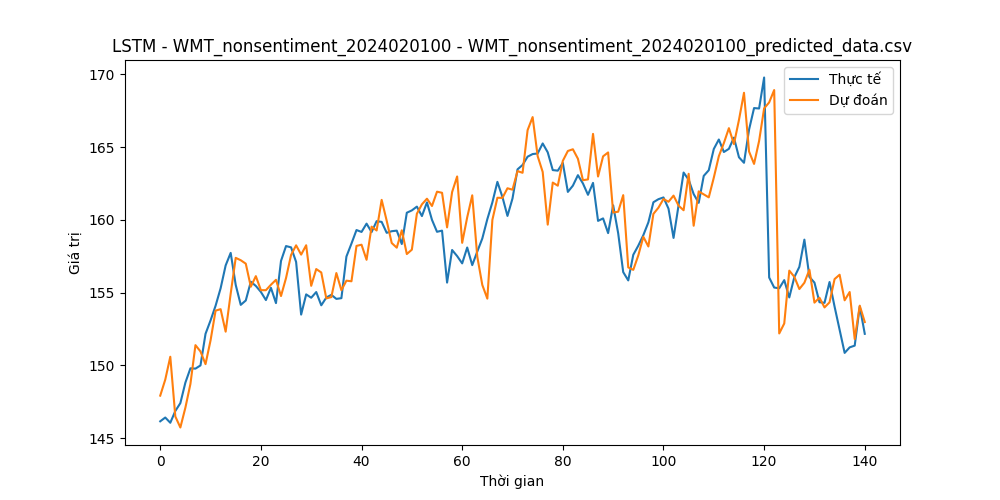 LSTM - WMT_nonsentiment_2024020100 - WMT_nonsentiment_2024020100_predicted_data.csv
Thực tế
Dự đoán
170
165
160
155
150
145
Giá trị
0 20 40 60 80 100 120 140
Thời gian